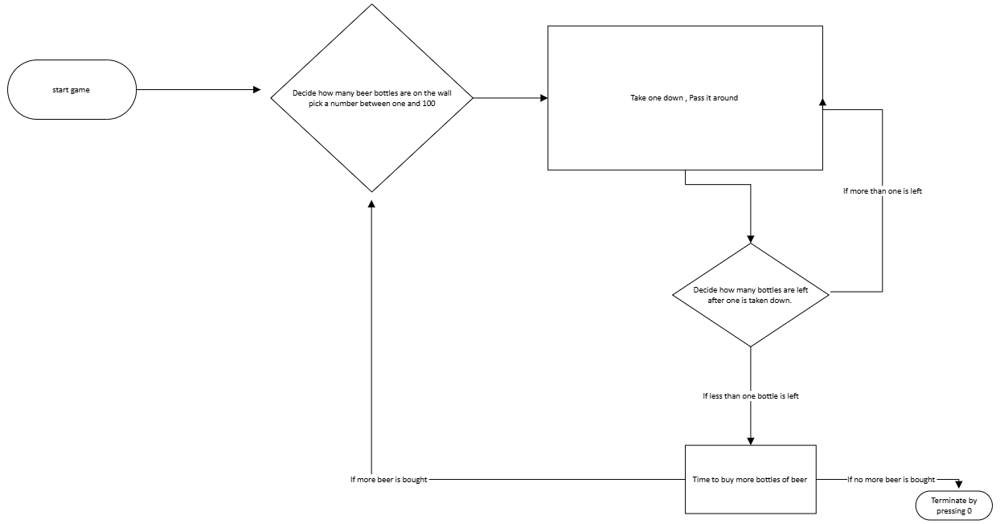 start game
Decide how many beer bottles are on the wall
pick a number between one and 100
Take one down , Pass it around
If more than one is left
Decide how many bottles are left
after one is taken down.
If less than one bottle is left
If more beer is bought
Time to buy more bottles of beer
If no more beer is bought
Terminate by
pressing 0